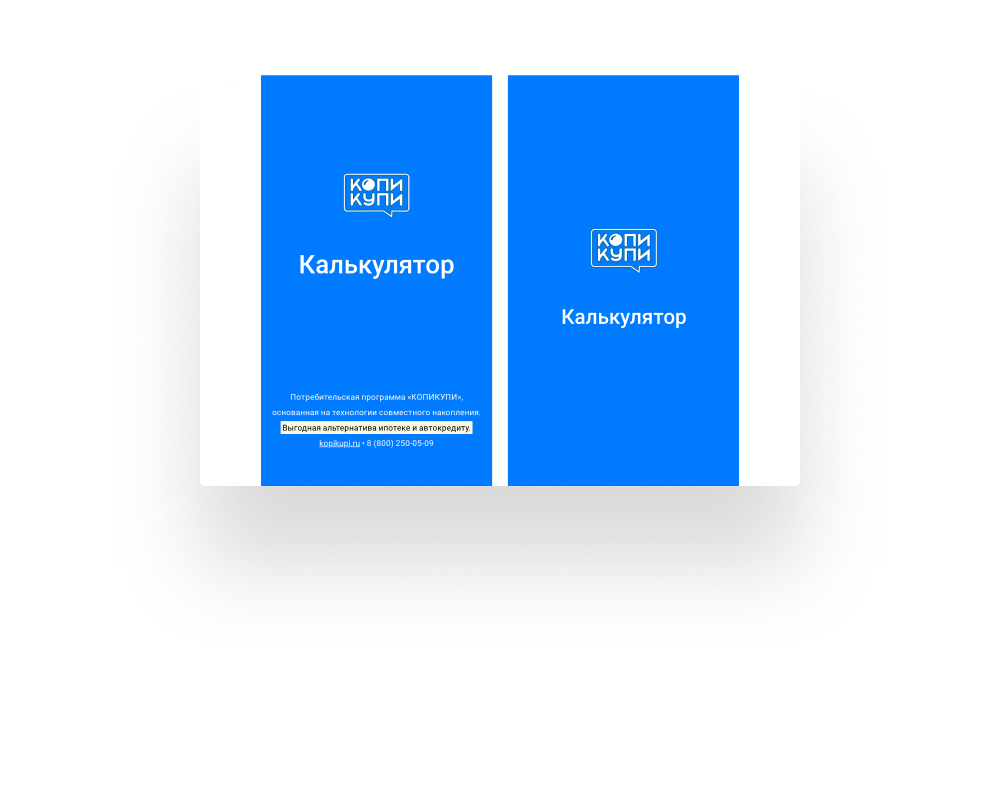 КОПИ
КУПИ
Калькулятор
Потребительская программа «КОПИКУПИ»,
основанная на технологии совместного накопления.
Выгодная альтернатива ипотеке и автокредиту.
kopikupi.ru • 8 (800) 250-05-09
КОПИ
КУПИ
Калькулятор